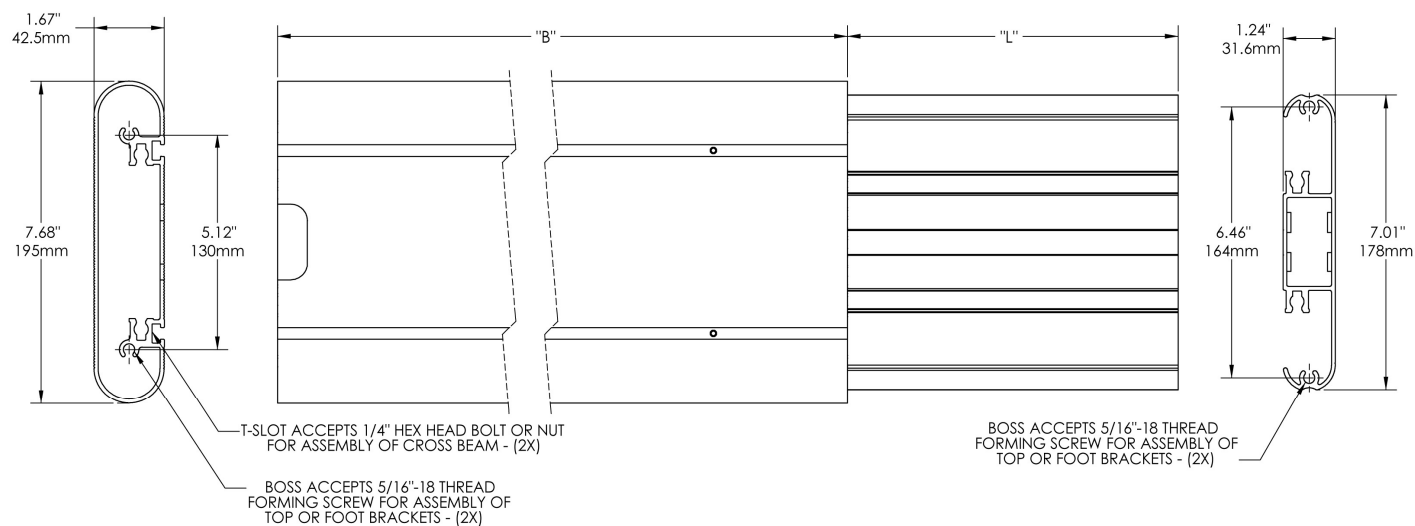 1.67"
42.5mm
"B"
"L"
1.24"
31.6mm
7.68"
195mm
5.12"
130mm
6.46"
164mm
7.01"
178mm
T-SLOT ACCEPTS 1/4" HEX HEAD BOLT OR NUT
FOR ASSEMBLY OF CROSS BEAM - (2X)
BOSS ACCEPTS 5/16"-18 THREAD
FORMING SCREW FOR ASSEMBLY OF
TOP OR FOOT BRACKETS - (2X)
BOSS ACCEPTS 5/16"-18 THREAD
FORMING SCREW FOR ASSEMBLY OF
TOP OR FOOT BRACKETS - (2X)